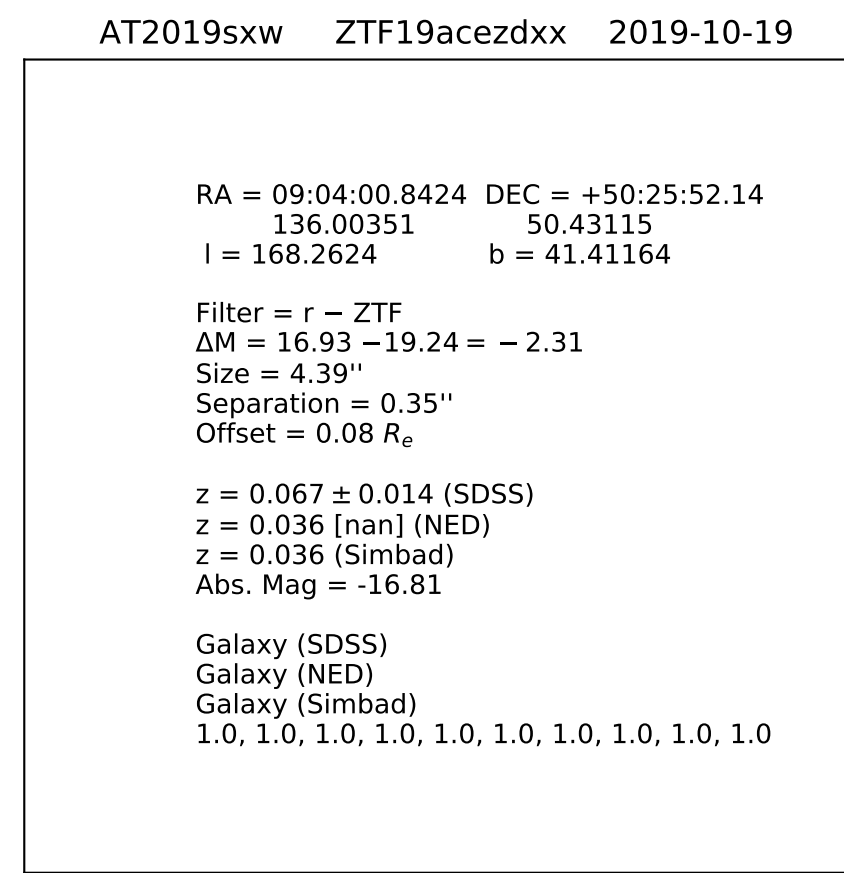 AT2019sxw ZTF19acezdxx 2019-10-19
RA = 09:04:00.8424 DEC = +50:25:52.14
136.00351 50.43115
l = 168.2624 b = 41.41164
Filter = r − ZTF
ΔM = 16.93 −19.24 = − 2.31
Size = 4.39''
Separation = 0.35''
Offset = 0.08 Rₑ
z = 0.067 ± 0.014 (SDSS)
z = 0.036 [nan] (NED)
z = 0.036 (Simbad)
Abs. Mag = -16.81
Galaxy (SDSS)
Galaxy (NED)
Galaxy (Simbad)
1.0, 1.0, 1.0, 1.0, 1.0, 1.0, 1.0, 1.0, 1.0, 1.0